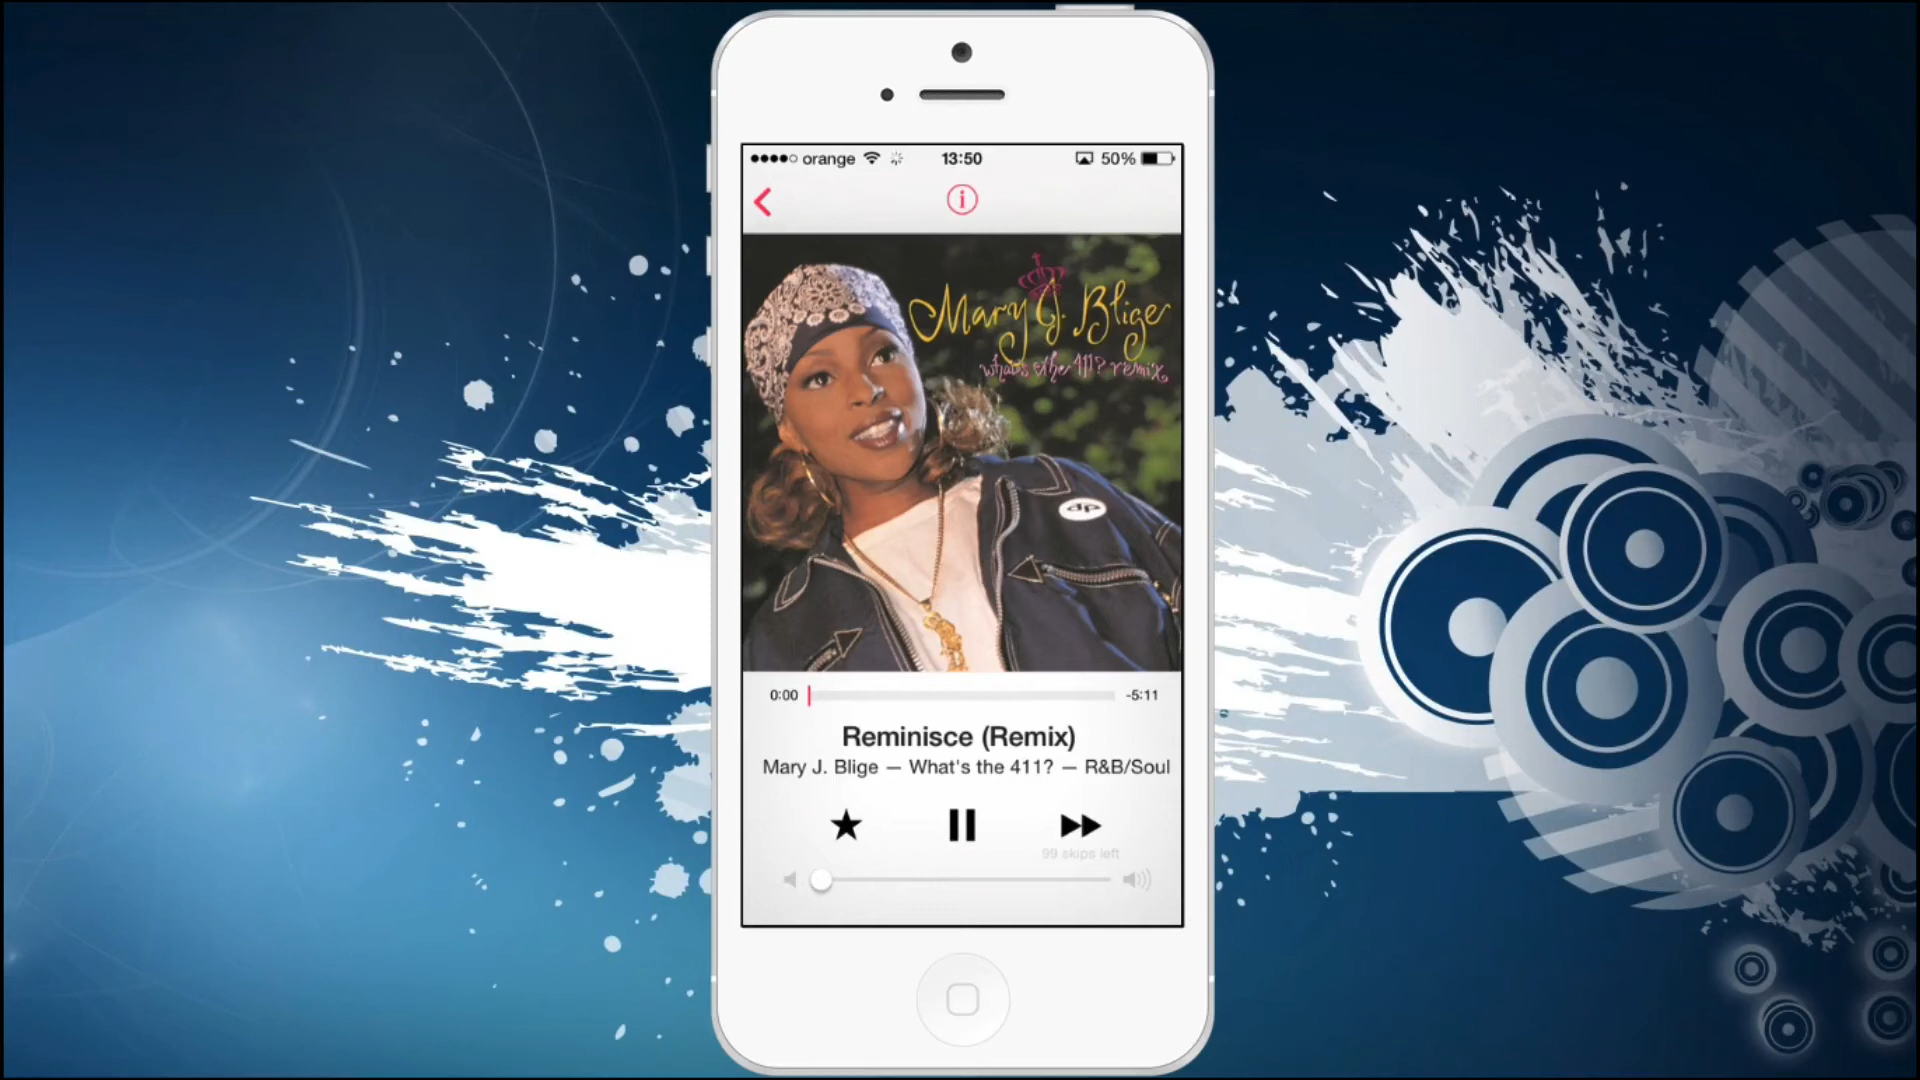 orange 13:50 50%
Mary J. Blige
what's the 411? remix
dp
0:00 -5:11
Reminisce (Remix)
Mary J. Blige — What's the 411? — R&B/Soul
99 skips left